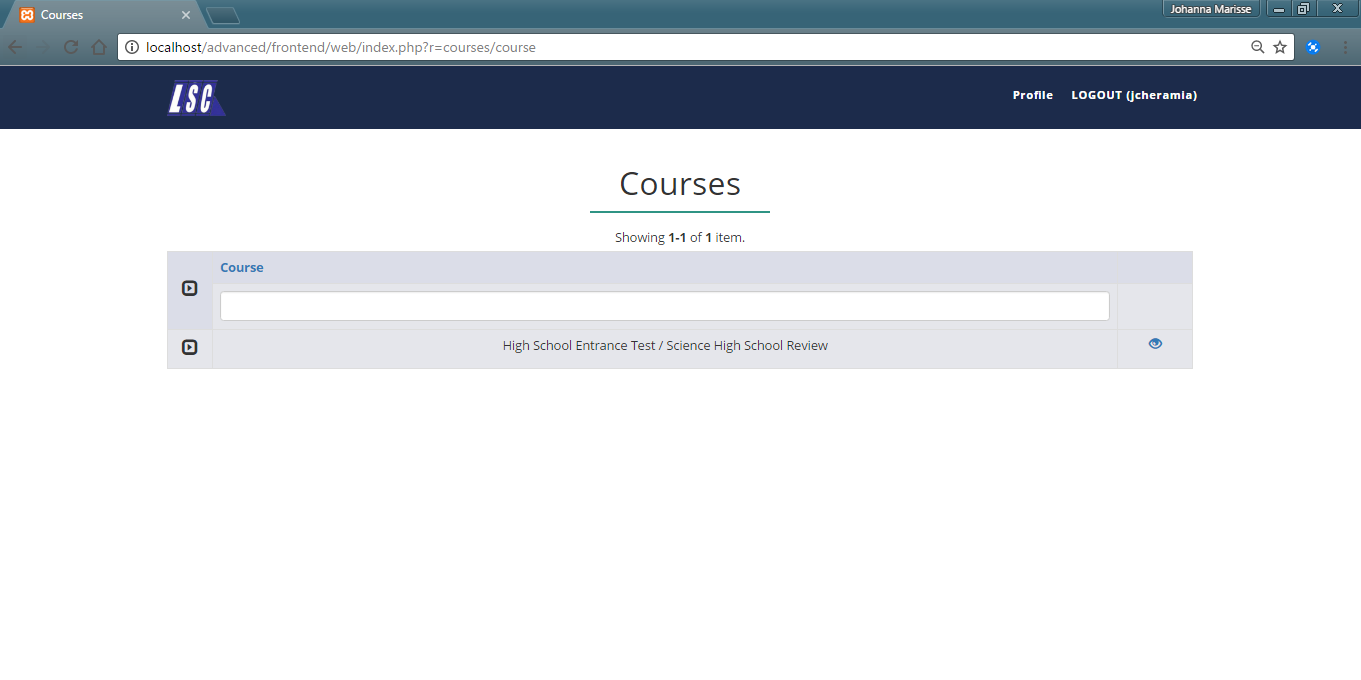 Courses
Johanna Marisse
localhost/advanced/frontend/web/index.php?r=courses/course
LSC
Profile LOGOUT (jcheramia)
Courses
Showing 1-1 of 1 item.
Course
High School Entrance Test / Science High School Review